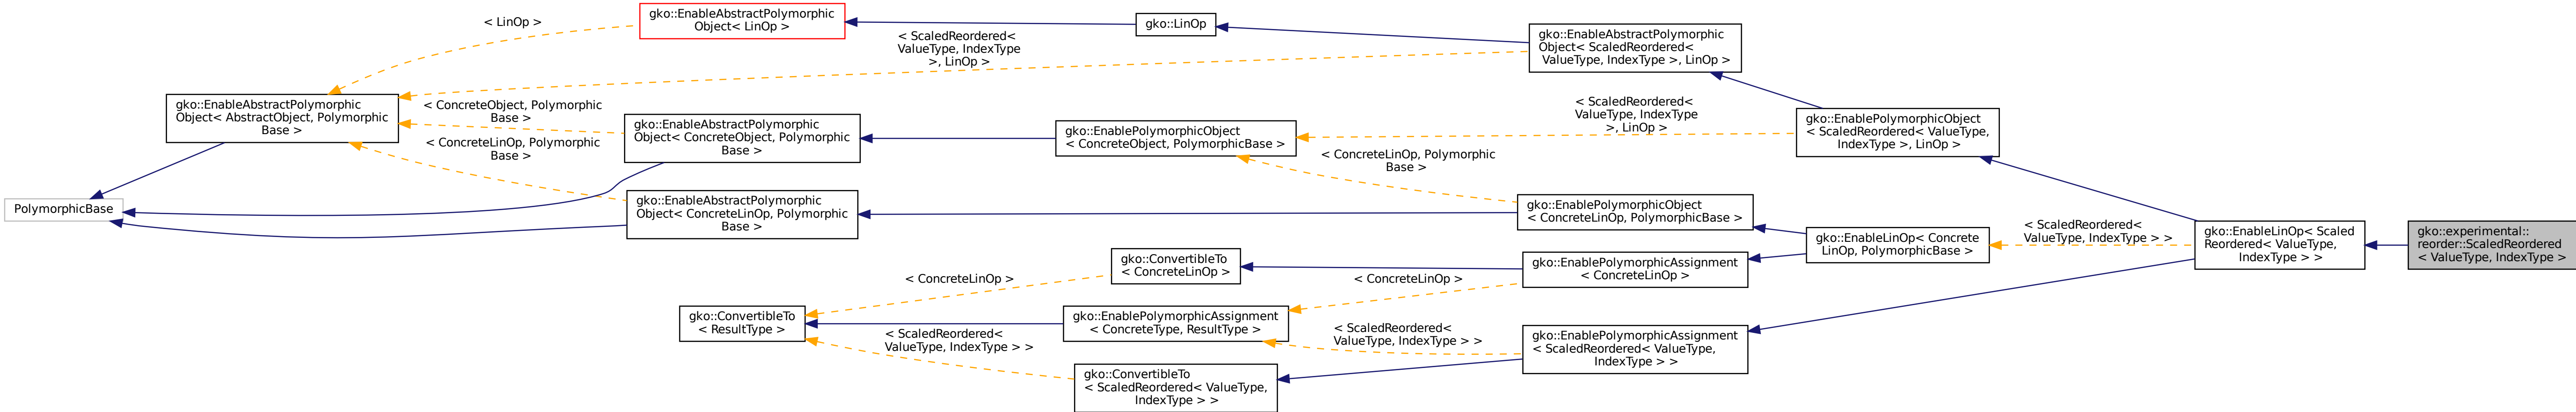 PolymorphicBase
gko::EnableAbstractPolymorphic
Object< AbstractObject, Polymorphic
Base >
< LinOp >
< ConcreteObject, Polymorphic
Base >
< ConcreteLinOp, Polymorphic
Base >
gko::EnableAbstractPolymorphic
Object< LinOp >
gko::EnableAbstractPolymorphic
Object< ConcreteObject, Polymorphic
Base >
gko::EnableAbstractPolymorphic
Object< ConcreteLinOp, Polymorphic
Base >
gko::ConvertibleTo
< ResultType >
< ScaledReordered<
ValueType, IndexType
>, LinOp >
< ConcreteLinOp >
< ScaledReordered<
ValueType, IndexType > >
gko::LinOp
gko::EnablePolymorphicObject
< ConcreteObject, PolymorphicBase >
gko::ConvertibleTo
< ConcreteLinOp >
gko::EnablePolymorphicAssignment
< ConcreteType, ResultType >
gko::ConvertibleTo
< ScaledReordered< ValueType,
IndexType > >
< ConcreteLinOp, Polymorphic
Base >
< ConcreteLinOp >
< ScaledReordered<
ValueType, IndexType > >
gko::EnableAbstractPolymorphic
Object< ScaledReordered<
ValueType, IndexType >, LinOp >
< ScaledReordered<
ValueType, IndexType
>, LinOp >
gko::EnablePolymorphicObject
< ConcreteLinOp, PolymorphicBase >
gko::EnablePolymorphicAssignment
< ConcreteLinOp >
gko::EnablePolymorphicAssignment
< ScaledReordered< ValueType,
IndexType > >
gko::EnablePolymorphicObject
< ScaledReordered< ValueType,
IndexType >, LinOp >
gko::EnableLinOp< Concrete
LinOp, PolymorphicBase >
< ScaledReordered<
ValueType, IndexType > >
gko::EnableLinOp< Scaled
Reordered< ValueType,
IndexType > >
gko::experimental::
reorder::ScaledReordered
< ValueType, IndexType >